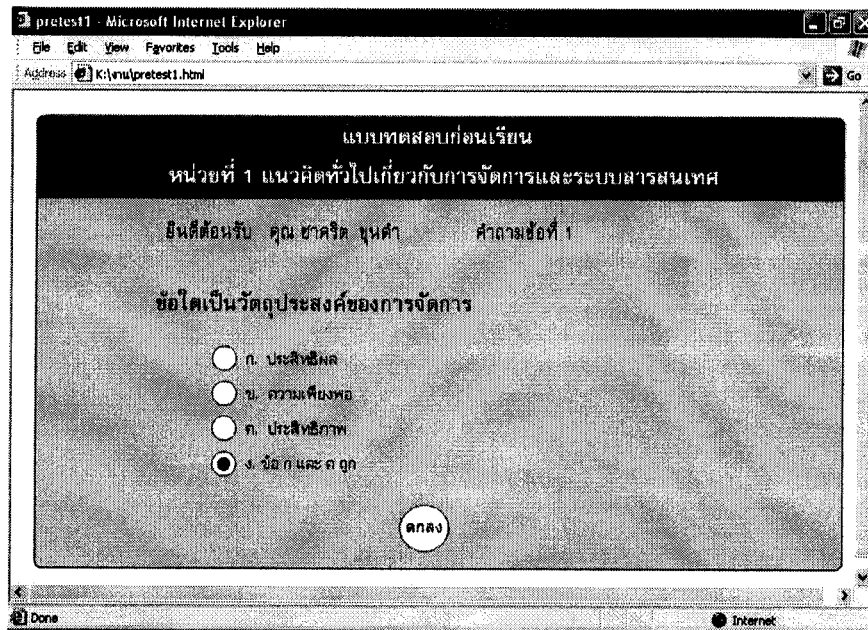 pretest1 - Microsoft Internet Explorer
File Edit View Favorites Tools Help
Address K:\งาน\pretest1.html Go
แบบทดสอบก่อนเรียน
หน่วยที่ 1 แนวคิดทั่วไปเกี่ยวกับการจัดการและระบบสารสนเทศ
ยินดีต้อนรับ คุณ ชาคริต ขุนดำ คำถามข้อที่ 1
ข้อใดเป็นวัตถุประสงค์ของการจัดการ
ก. ประสิทธิผล
ข. ความเพียงพอ
ค. ประสิทธิภาพ
ง. ข้อ ก และ ค ถูก
ตกลง
Done Internet